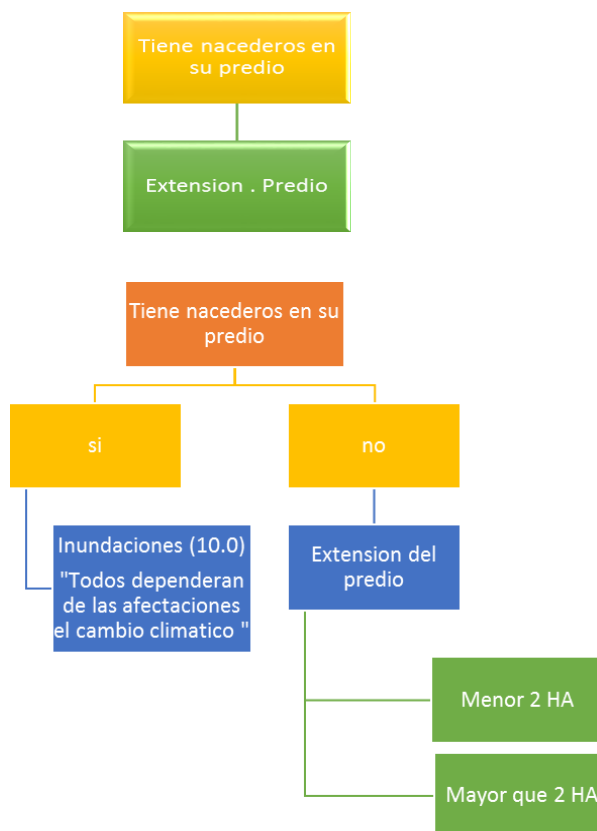 Tiene nacederos en
su predio
Extension . Predio
Tiene nacederos en su
predio
si
no
Inundaciones (10.0)
"Todos dependeran
de las afectaciones
el cambio climatico "
Extension del
predio
Menor 2 HA
Mayor que 2 HA